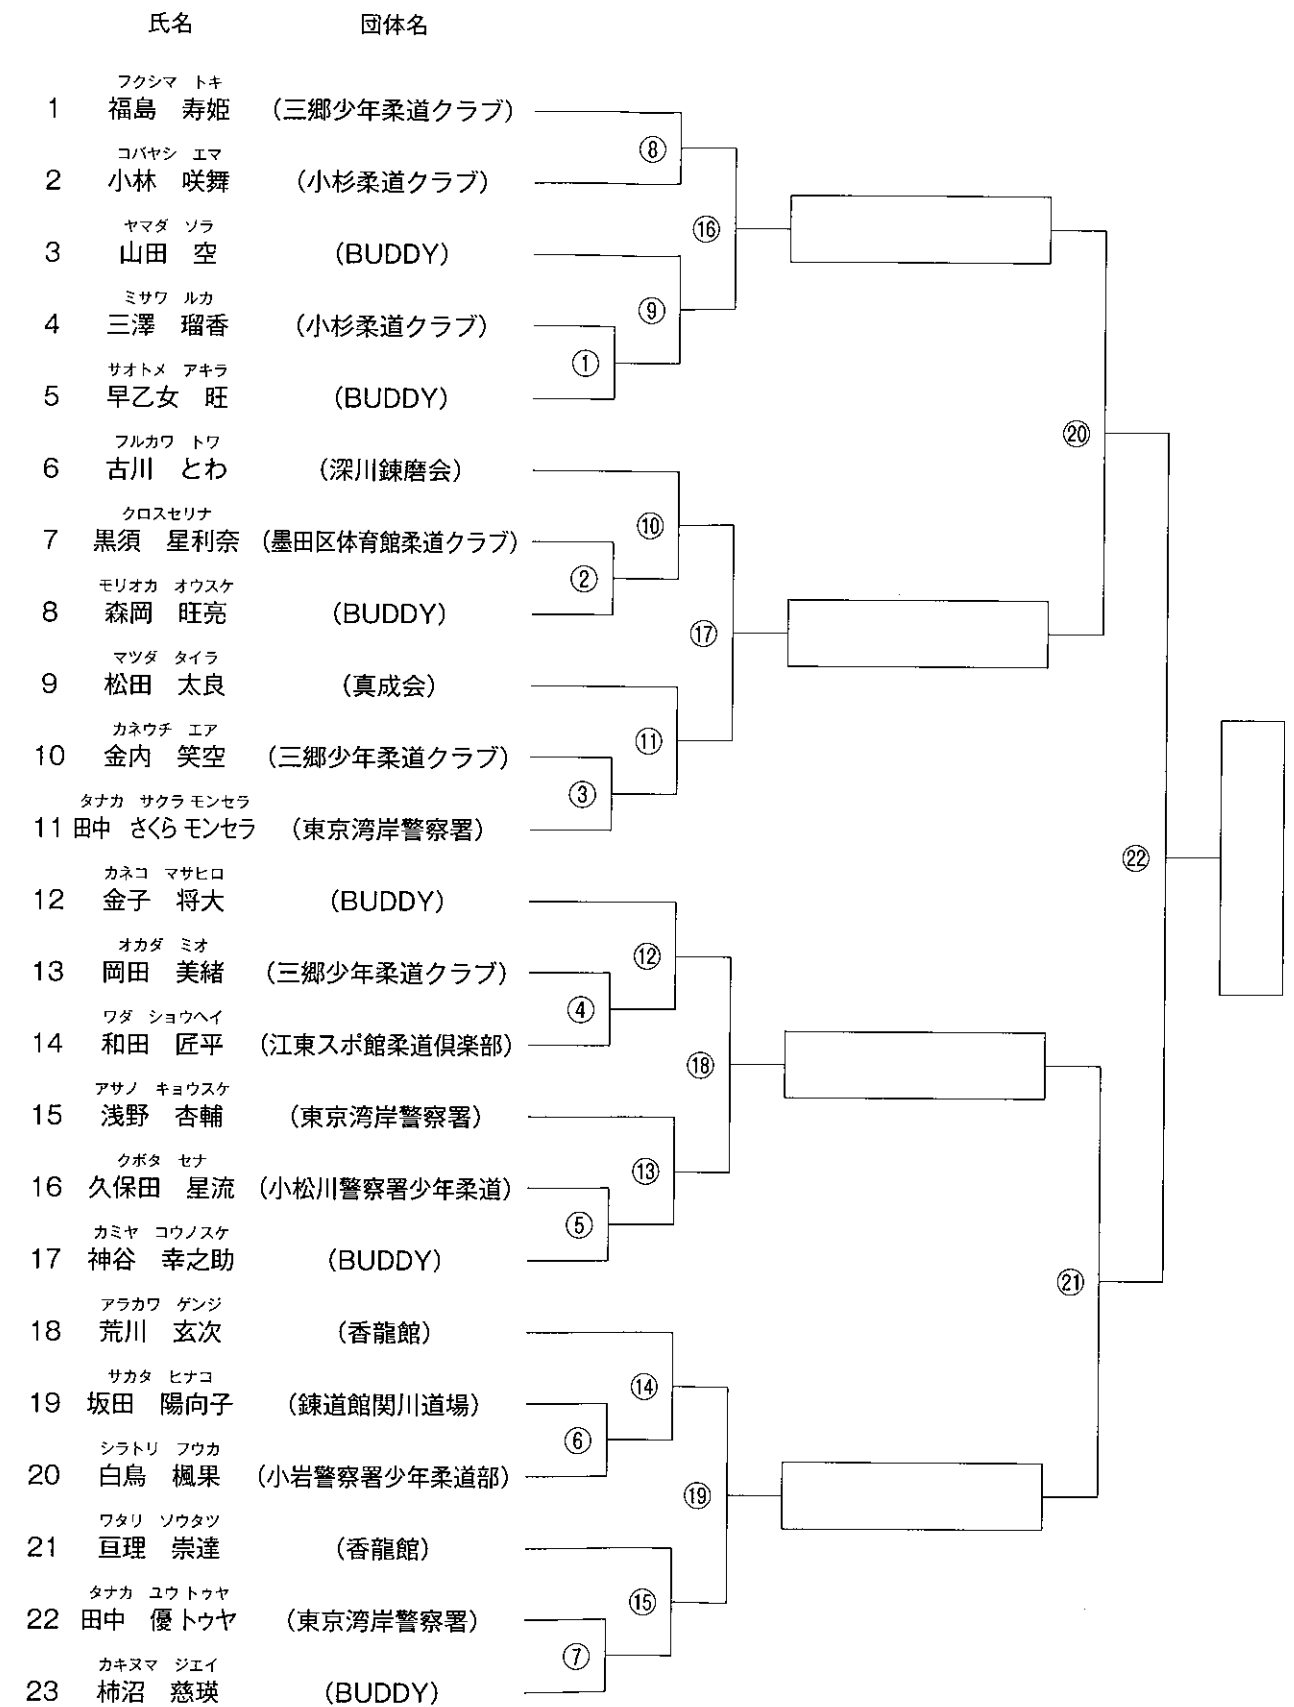 氏名 団体名
フクシマ トキ
1 福島 寿姫 (三郷少年柔道クラブ)
⑧
コバヤシ エマ
2 小林 咲舞 (小杉柔道クラブ)
⑯
ヤマダ ソラ
3 山田 空 (BUDDY)
⑨
ミサワ ルカ
4 三澤 瑠香 (小杉柔道クラブ)
①
サオトメ アキラ
5 早乙女 旺 (BUDDY)
⑳
フルカワ トワ
6 古川 とわ (深川錬磨会)
⑩
クロスセリナ
7 黒須 星利奈 (墨田区体育館柔道クラブ)
②
モリオカ オウスケ
8 森岡 旺亮 (BUDDY)
⑰
マツダ タイラ
9 松田 太良 (真成会)
⑪
カネウチ エア
10 金内 笑空 (三郷少年柔道クラブ)
③
タナカ サクラ モンセラ
11 田中 さくら モンセラ (東京湾岸警察署)
㉒
カネコ マサヒロ
12 金子 将大 (BUDDY)
⑫
オカダ ミオ
13 岡田 美緒 (三郷少年柔道クラブ)
④
ワダ ショウヘイ
14 和田 匠平 (江東スポ館柔道倶楽部)
⑱
アサノ キョウスケ
15 浅野 杏輔 (東京湾岸警察署)
⑬
クボタ セナ
16 久保田 星流 (小松川警察署少年柔道)
⑤
カミヤ コウノスケ
17 神谷 幸之助 (BUDDY)
㉑
アラカワ ゲンジ
18 荒川 玄次 (香龍館)
⑭
サカタ ヒナコ
19 坂田 陽向子 (錬道館関川道場)
⑥
シラトリ フウカ
20 白鳥 楓果 (小岩警察署少年柔道部)
⑲
ワタリ ソウタツ
21 亘理 崇達 (香龍館)
⑮
タナカ ユウ トゥヤ
22 田中 優 トゥヤ (東京湾岸警察署)
⑦
カキヌマ ジエイ
23 柿沼 慈瑛 (BUDDY)